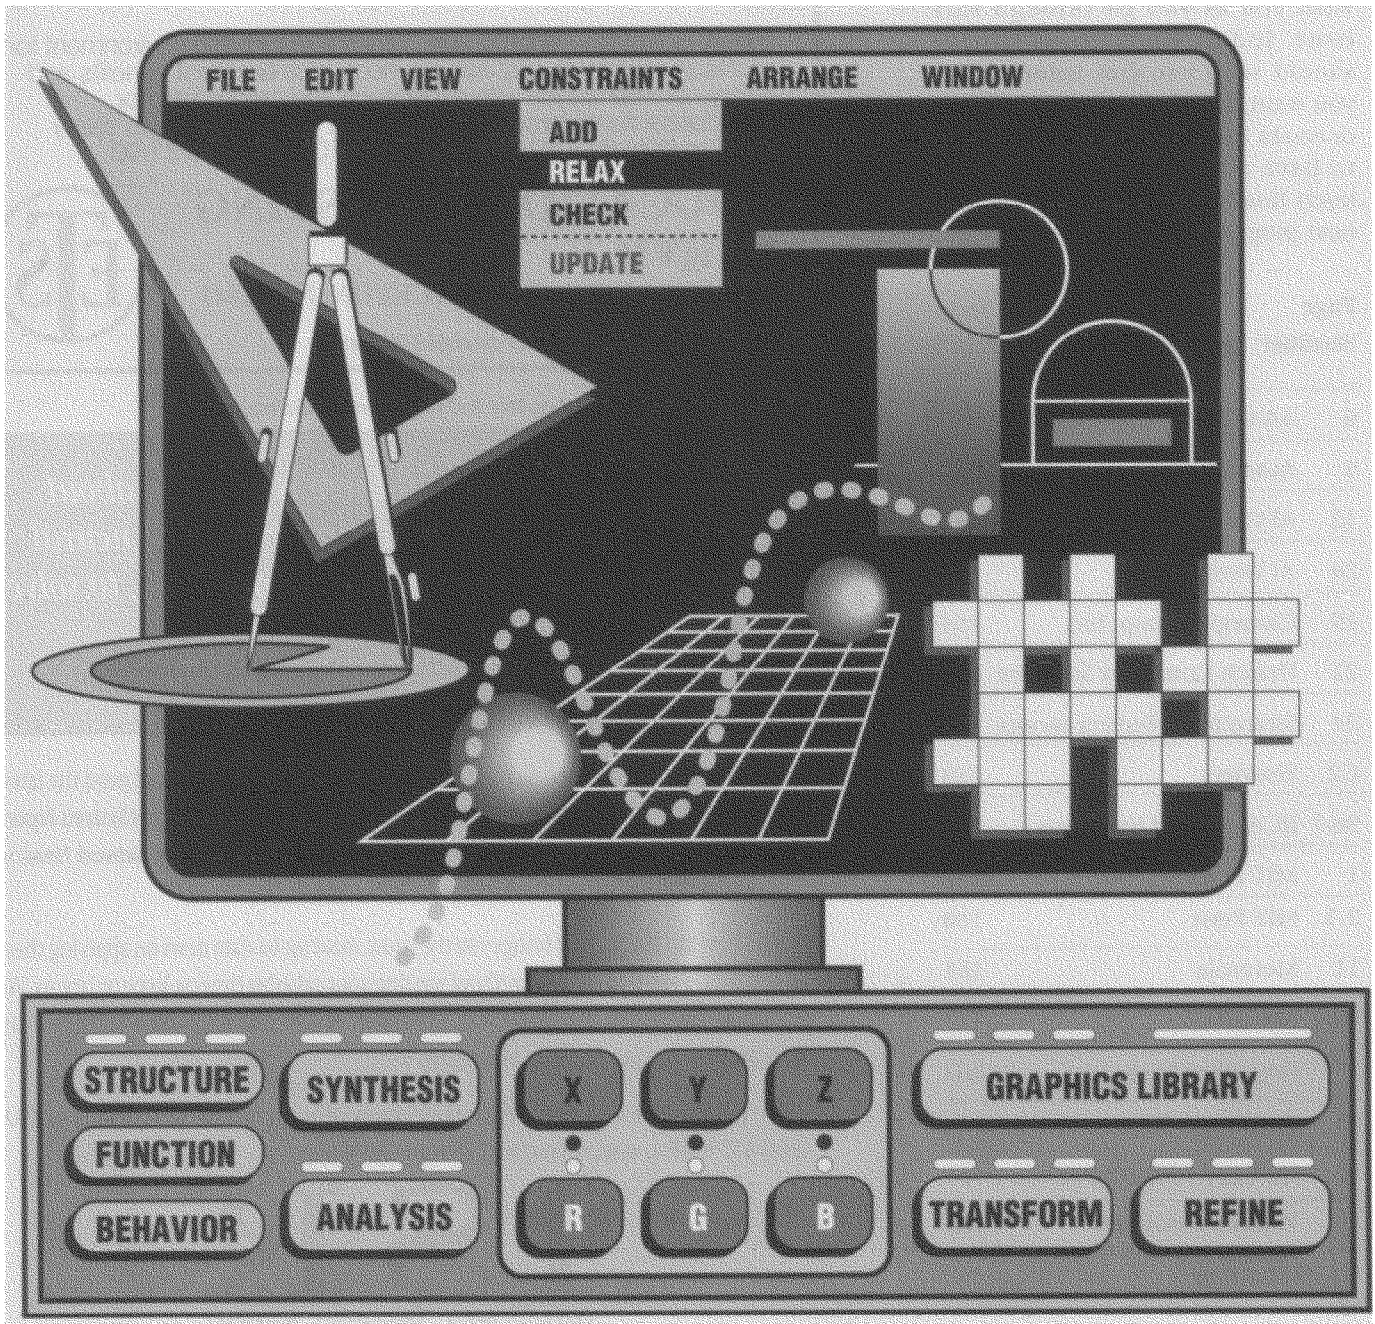 FILE EDIT VIEW CONSTRAINTS ARRANGE WINDOW
ADD
RELAX
CHECK
UPDATE
STRUCTURE
FUNCTION
BEHAVIOR
SYNTHESIS
ANALYSIS
X Y Z
R G B
GRAPHICS LIBRARY
TRANSFORM REFINE